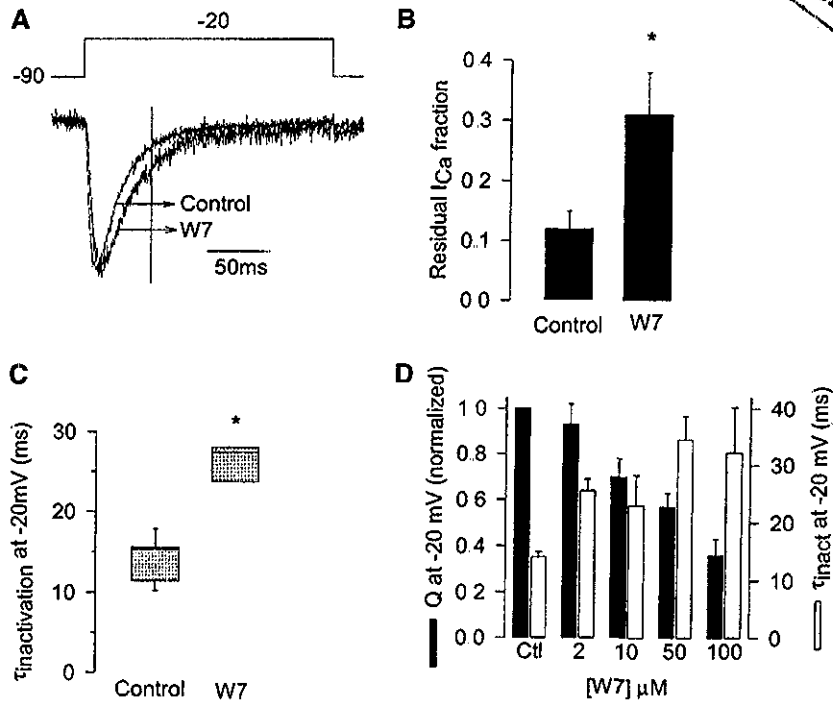 A
-20
-90
Control
W7
50ms
B
*
Residual ICa fraction
0 4
0.3
0.2
0.1
0 0
Control
W7
C
*
τinactivation at -20mV (ms)
30
20
10
0
Control
W7
D
Q at -20 mV (normalized)
1 0
0 8
0 6
0 4
0 2
0 0
40
30
20
10
0
τinact at -20 mV (ms)
Ctl
2
10
50
100
[W7] μM